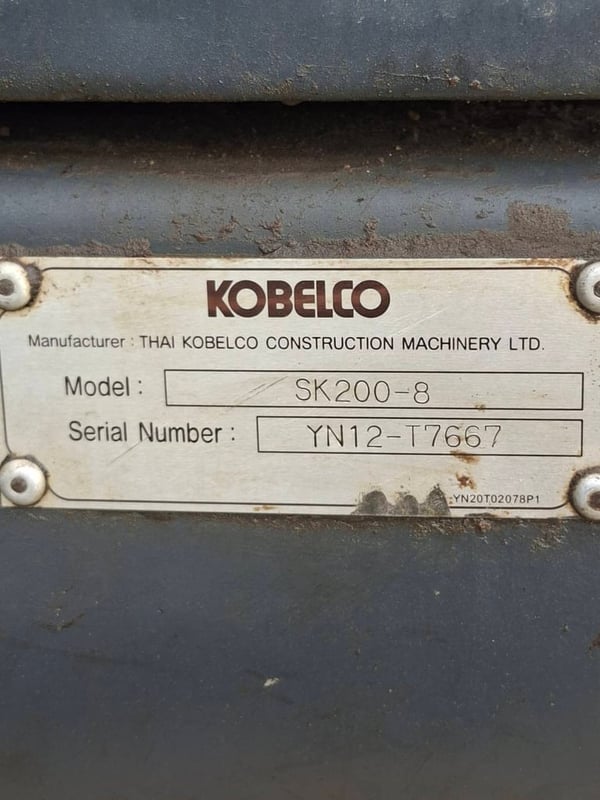 KOBELCO
Manufacturer : THAI KOBELCO CONSTRUCTION MACHINERY LTD.
Model : SK200-8
Serial Number : YN12-T7667
YN20T02078P1